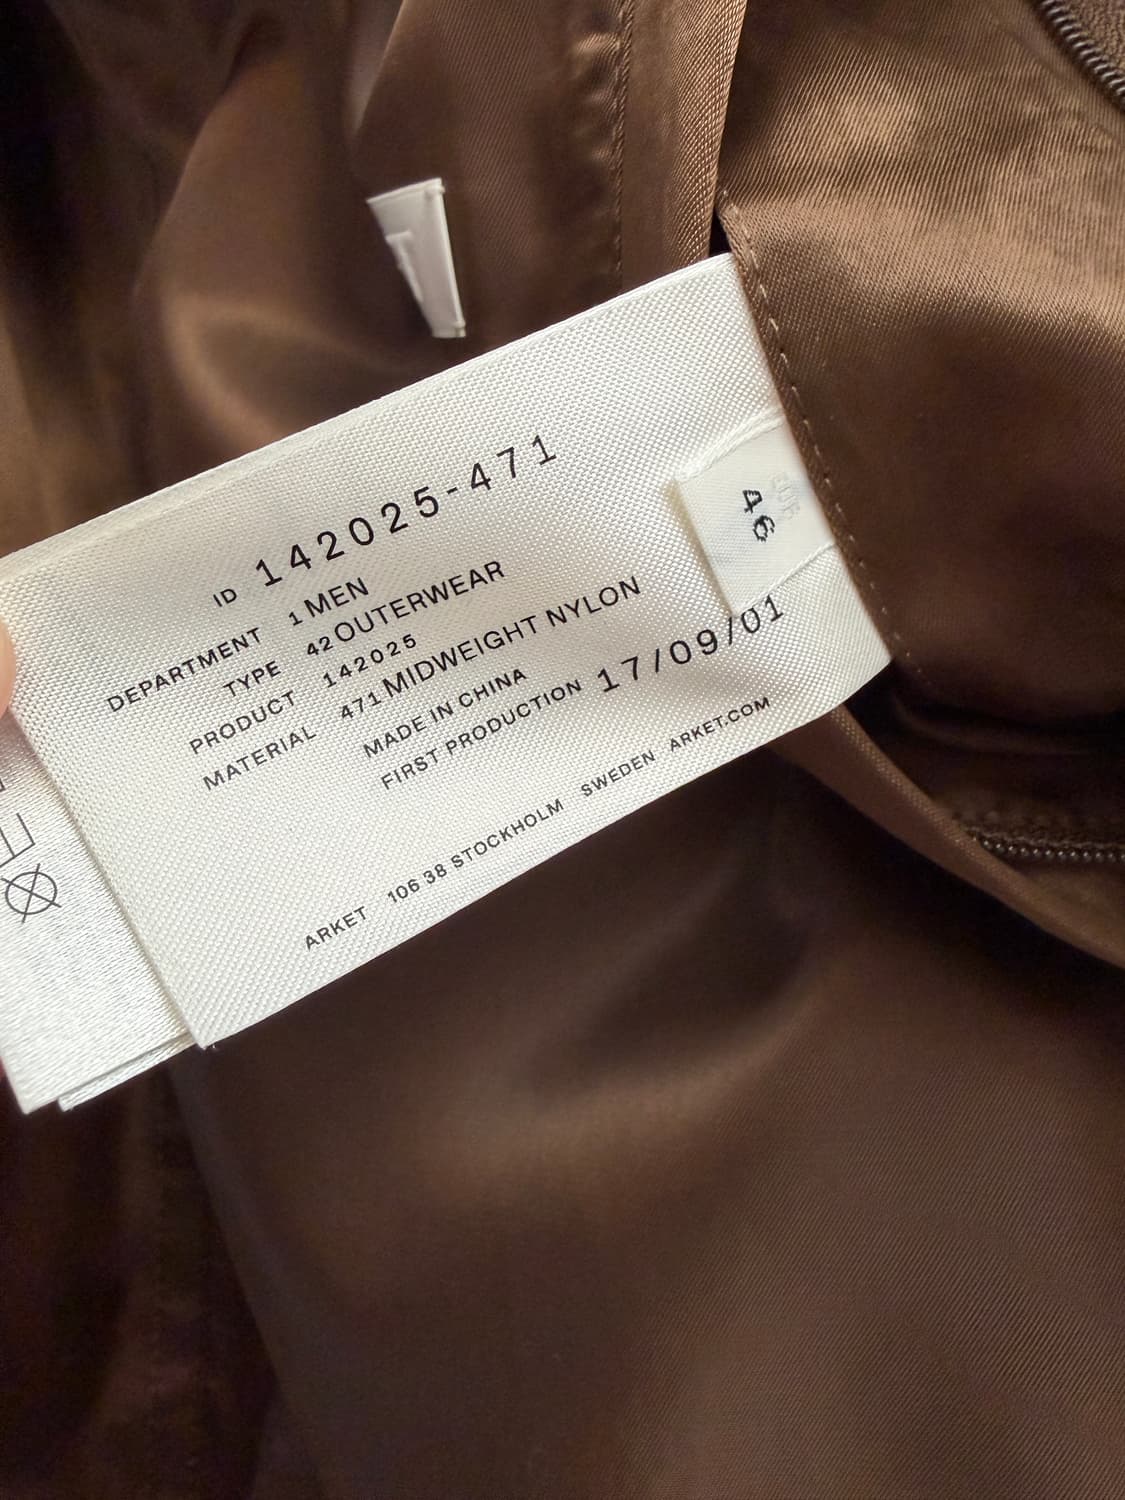 ID 142025-471
DEPARTMENT 1 MEN
TYPE 42 OUTERWEAR
PRODUCT 142025
MATERIAL 471 MIDWEIGHT NYLON
MADE IN CHINA
FIRST PRODUCTION 17/09/01
ARKET 106 38 STOCKHOLM SWEDEN ARKET.COM
46